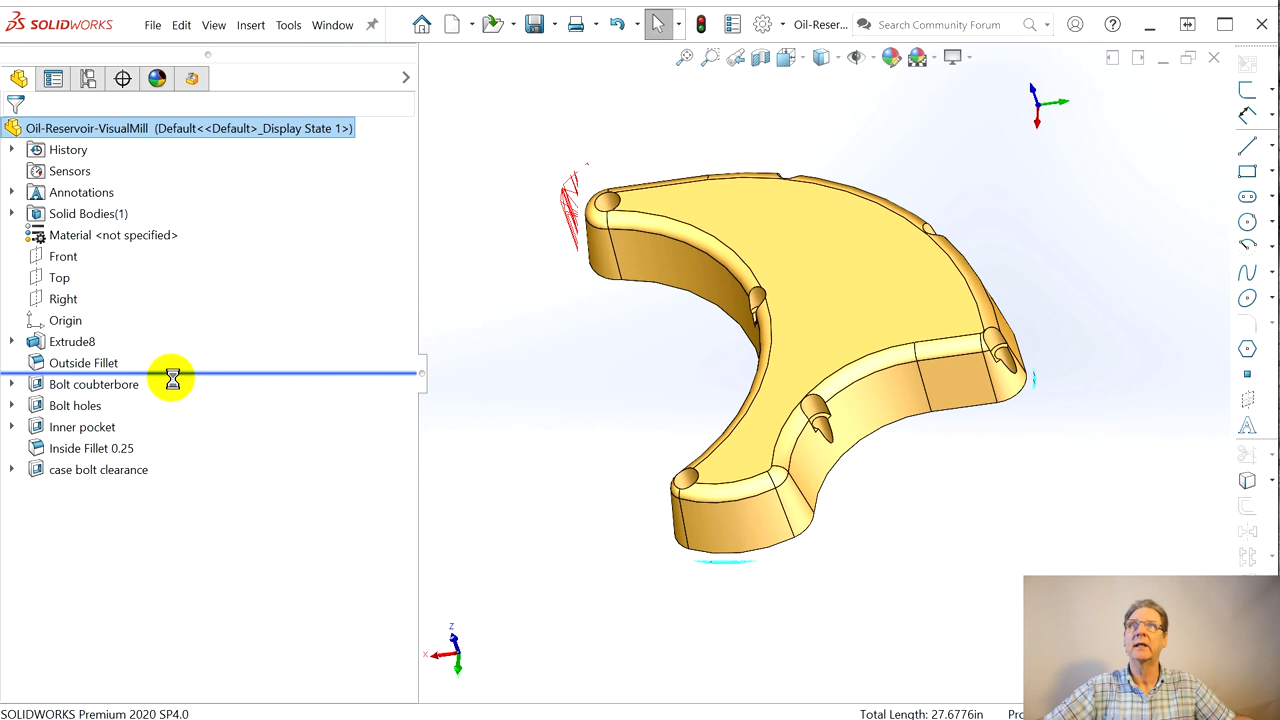 3S SOLIDWORKS File Edit View Insert Tools Window Oil-Reser... Search Community Forum
Oil-Reservoir-VisualMill (Default<<Default>_Display State 1>)
History
Sensors
Annotations
Solid Bodies(1)
Material <not specified>
Front
Top
Right
Origin
Extrude8
Outside Fillet
Bolt coubterbore
Bolt holes
Inner pocket
Inside Fillet 0.25
case bolt clearance
Z
X
SOLIDWORKS Premium 2020 SP4.0 Total Length: 27.6776in